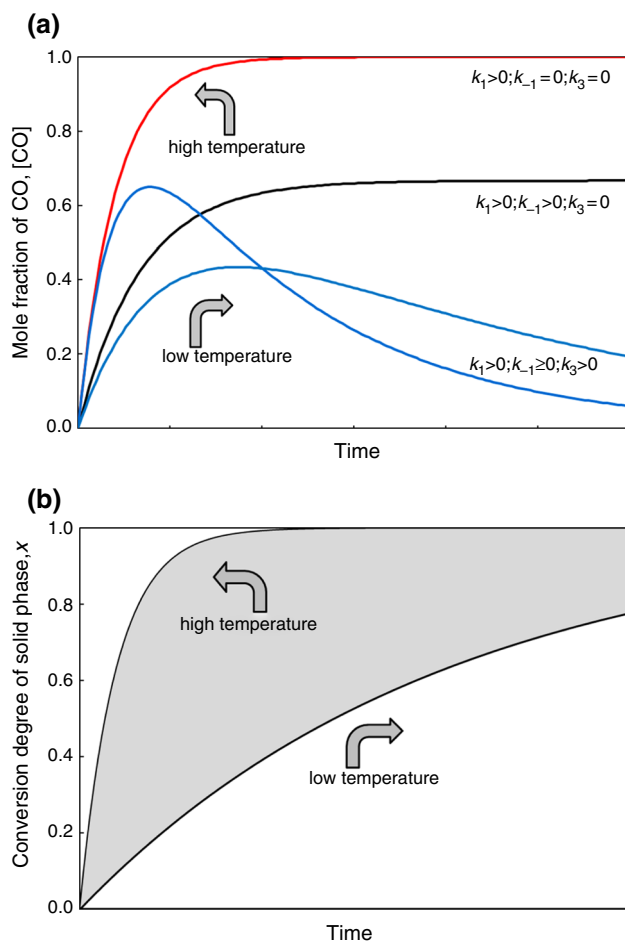 (a)
Mole fraction of CO, [CO]
1.0
0.8
0.6
0.4
0.2
0.0
k₁>0;k₋₁=0;k₃=0
high temperature
k₁>0;k₋₁>0;k₃=0
low temperature
k₁>0;k₋₁≥0;k₃>0
Time
(b)
Conversion degree of solid phase,x
1.0
0.8
0.6
0.4
0.2
0.0
high temperature
low temperature
Time